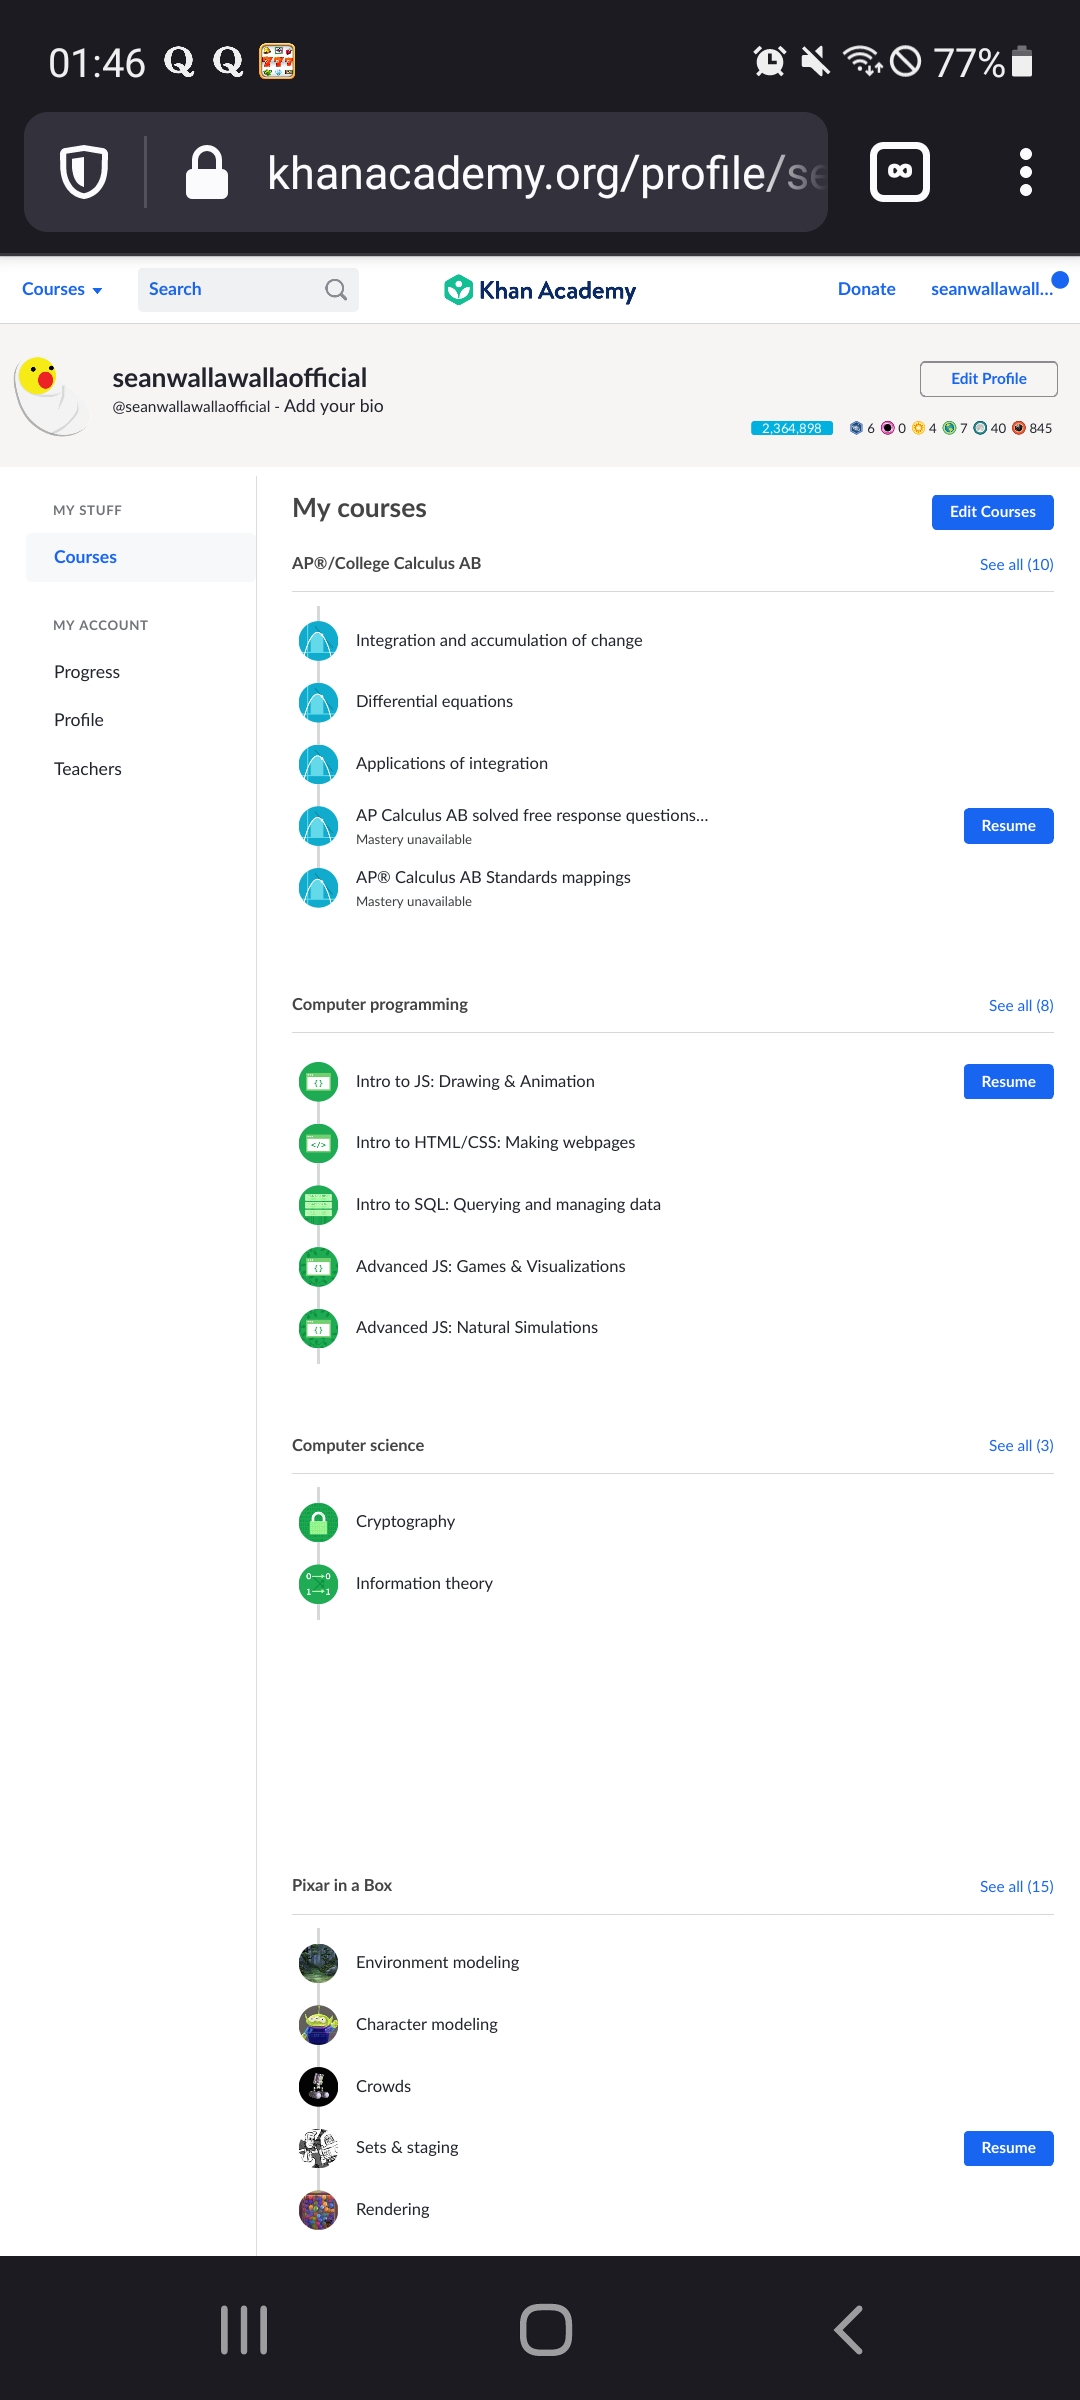 01:46
77%
khanacademy.org/profile/se
Courses
Search
Khan Academy
Donate
seanwallawall...
seanwallawallaofficial
@seanwallawallaofficial - Add your bio
Edit Profile
2,364,898 6 0 4 7 40 845
MY STUFF
Courses
MY ACCOUNT
Progress
Profile
Teachers
My courses
Edit Courses
AP®/College Calculus AB
See all (10)
Integration and accumulation of change
Differential equations
Applications of integration
AP Calculus AB solved free response questions...
Mastery unavailable
Resume
AP® Calculus AB Standards mappings
Mastery unavailable
Computer programming
See all (8)
Intro to JS: Drawing & Animation
Resume
Intro to HTML/CSS: Making webpages
Intro to SQL: Querying and managing data
Advanced JS: Games & Visualizations
Advanced JS: Natural Simulations
Computer science
See all (3)
Cryptography
Information theory
Pixar in a Box
See all (15)
Environment modeling
Character modeling
Crowds
Sets & staging
Resume
Rendering